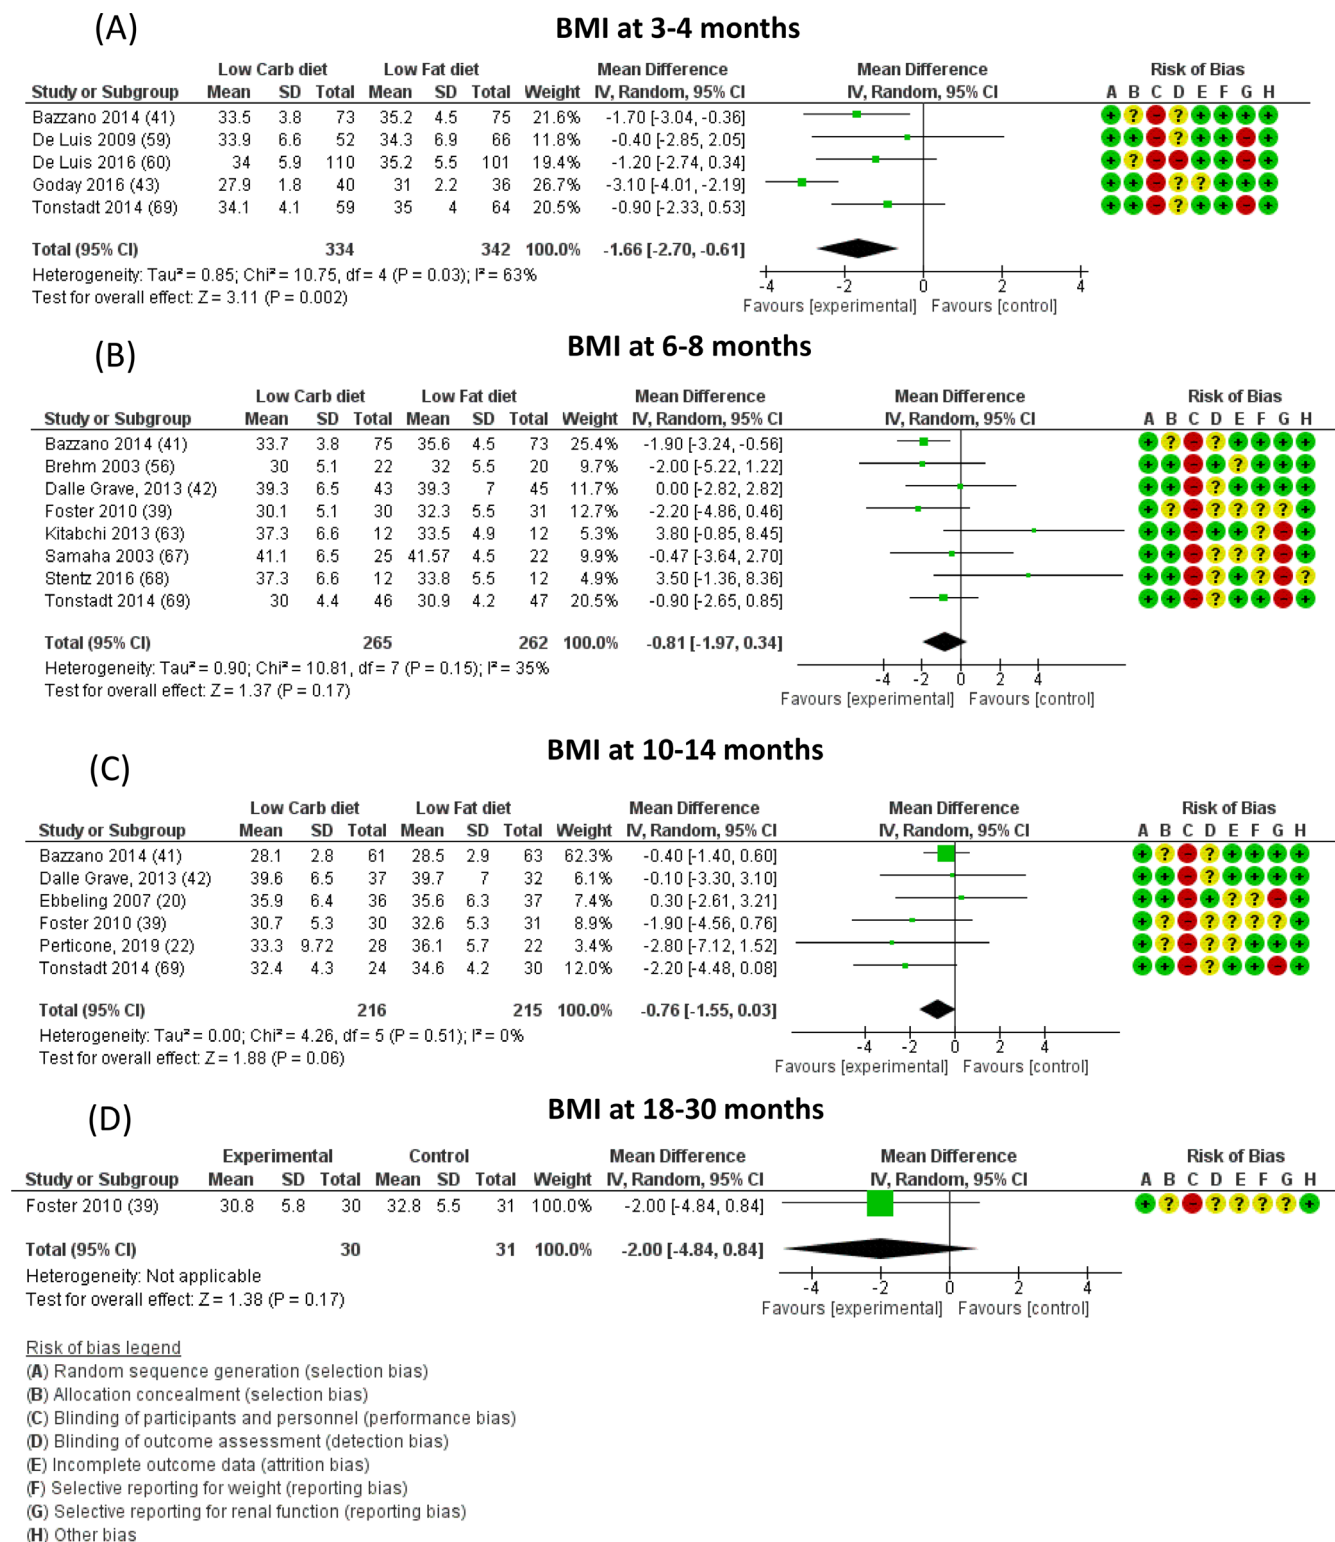 (A)
BMI at 3-4 months
Low Carb diet Low Fat diet Mean Difference Mean Difference Risk of Bias
Study or Subgroup Mean SD Total Mean SD Total Weight IV, Random, 95% CI IV, Random, 95% CI A B C D E F G H
Bazzano 2014 (41) 33.5 3.8 73 35.2 4.5 75 21.6% -1.70 [-3.04, -0.36] + ? - ? + + + +
De Luis 2009 (59) 33.9 6.6 52 34.3 6.9 66 11.8% -0.40 [-2.85, 2.05] + + - ? + + - +
De Luis 2016 (60) 34 5.9 110 35.2 5.5 101 19.4% -1.20 [-2.74, 0.34] + ? - - + + - +
Goday 2016 (43) 27.9 1.8 40 31 2.2 36 26.7% -3.10 [-4.01, -2.19] + + - ? ? + + +
Tonstadt 2014 (69) 34.1 4.1 59 35 4 64 20.5% -0.90 [-2.33, 0.53] + + - ? + + - +
Total (95% CI) 334 342 100.0% -1.66 [-2.70, -0.61]
Heterogeneity: Tau² = 0.85; Chi² = 10.75, df = 4 (P = 0.03); I² = 63%
Test for overall effect: Z = 3.11 (P = 0.002)
-4 -2 0 2 4
Favours [experimental] Favours [control]
(B)
BMI at 6-8 months
Low Carb diet Low Fat diet Mean Difference Mean Difference Risk of Bias
Study or Subgroup Mean SD Total Mean SD Total Weight IV, Random, 95% CI IV, Random, 95% CI A B C D E F G H
Bazzano 2014 (41) 33.7 3.8 75 35.6 4.5 73 25.4% -1.90 [-3.24, -0.56] + ? - ? + + + +
Brehm 2003 (56) 30 5.1 22 32 5.5 20 9.7% -2.00 [-5.22, 1.22] + + - + ? + + +
Dalle Grave, 2013 (42) 39.3 6.5 43 39.3 7 45 11.7% 0.00 [-2.82, 2.82] + + - ? + + + +
Foster 2010 (39) 30.1 5.1 30 32.3 5.5 31 12.7% -2.20 [-4.86, 0.46] + ? - ? ? ? ? +
Kitabchi 2013 (63) 37.3 6.6 12 33.5 4.9 12 5.3% 3.80 [-0.85, 8.45] + + - + + ? - +
Samaha 2003 (67) 41.1 6.5 25 41.57 4.5 22 9.9% -0.47 [-3.64, 2.70] + + - ? ? ? - +
Stentz 2016 (68) 37.3 6.6 12 33.8 5.5 12 4.9% 3.50 [-1.36, 8.36] + + - ? + ? - ?
Tonstadt 2014 (69) 30 4.4 46 30.9 4.2 47 20.5% -0.90 [-2.65, 0.85] + + - ? + + - +
Total (95% CI) 265 262 100.0% -0.81 [-1.97, 0.34]
Heterogeneity: Tau² = 0.90; Chi² = 10.81, df = 7 (P = 0.15); I² = 35%
Test for overall effect: Z = 1.37 (P = 0.17)
-4 -2 0 2 4
Favours [experimental] Favours [control]
(C)
BMI at 10-14 months
Low Carb diet Low Fat diet Mean Difference Mean Difference Risk of Bias
Study or Subgroup Mean SD Total Mean SD Total Weight IV, Random, 95% CI IV, Random, 95% CI A B C D E F G H
Bazzano 2014 (41) 28.1 2.8 61 28.5 2.9 63 62.3% -0.40 [-1.40, 0.60] + ? - ? + + + +
Dalle Grave, 2013 (42) 39.6 6.5 37 39.7 7 32 6.1% -0.10 [-3.30, 3.10] + + - ? + + + +
Ebbeling 2007 (20) 35.9 6.4 36 35.6 6.3 37 7.4% 0.30 [-2.61, 3.21] + + - + ? ? - +
Foster 2010 (39) 30.7 5.3 30 32.6 5.3 31 8.9% -1.90 [-4.56, 0.76] + ? - ? ? ? ? +
Perticone, 2019 (22) 33.3 9.72 28 36.1 5.7 22 3.4% -2.80 [-7.12, 1.52] + ? - ? ? + + +
Tonstadt 2014 (69) 32.4 4.3 24 34.6 4.2 30 12.0% -2.20 [-4.48, 0.08] + + - ? + + - +
Total (95% CI) 216 215 100.0% -0.76 [-1.55, 0.03]
Heterogeneity: Tau² = 0.00; Chi² = 4.26, df = 5 (P = 0.51); I² = 0%
Test for overall effect: Z = 1.88 (P = 0.06)
-4 -2 0 2 4
Favours [experimental] Favours [control]
(D)
BMI at 18-30 months
Experimental Control Mean Difference Mean Difference Risk of Bias
Study or Subgroup Mean SD Total Mean SD Total Weight IV, Random, 95% CI IV, Random, 95% CI A B C D E F G H
Foster 2010 (39) 30.8 5.8 30 32.8 5.5 31 100.0% -2.00 [-4.84, 0.84] + ? - ? ? ? ? +
Total (95% CI) 30 31 100.0% -2.00 [-4.84, 0.84]
Heterogeneity: Not applicable
Test for overall effect: Z = 1.38 (P = 0.17)
-4 -2 0 2 4
Favours [experimental] Favours [control]
Risk of bias legend
(A) Random sequence generation (selection bias)
(B) Allocation concealment (selection bias)
(C) Blinding of participants and personnel (performance bias)
(D) Blinding of outcome assessment (detection bias)
(E) Incomplete outcome data (attrition bias)
(F) Selective reporting for weight (reporting bias)
(G) Selective reporting for renal function (reporting bias)
(H) Other bias